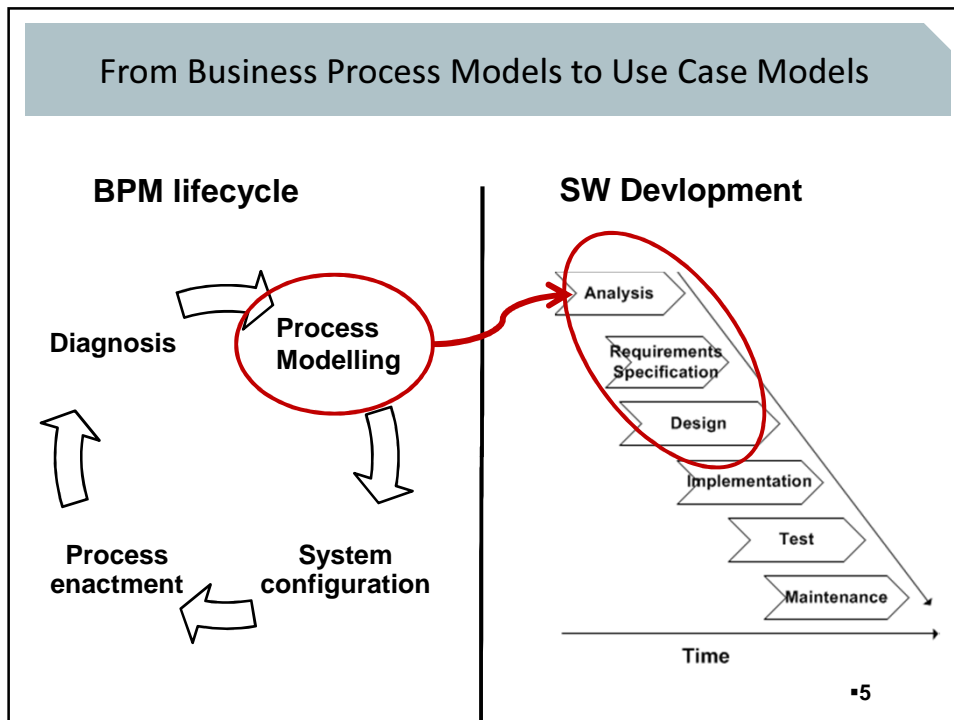 From Business Process Models to Use Case Models
BPM lifecycle
Diagnosis
Process
Modelling
Process
enactment
System
configuration
SW Devlopment
Analysis
Requirements
Specification
Design
Implementation
Test
Maintenance
Time
▪5